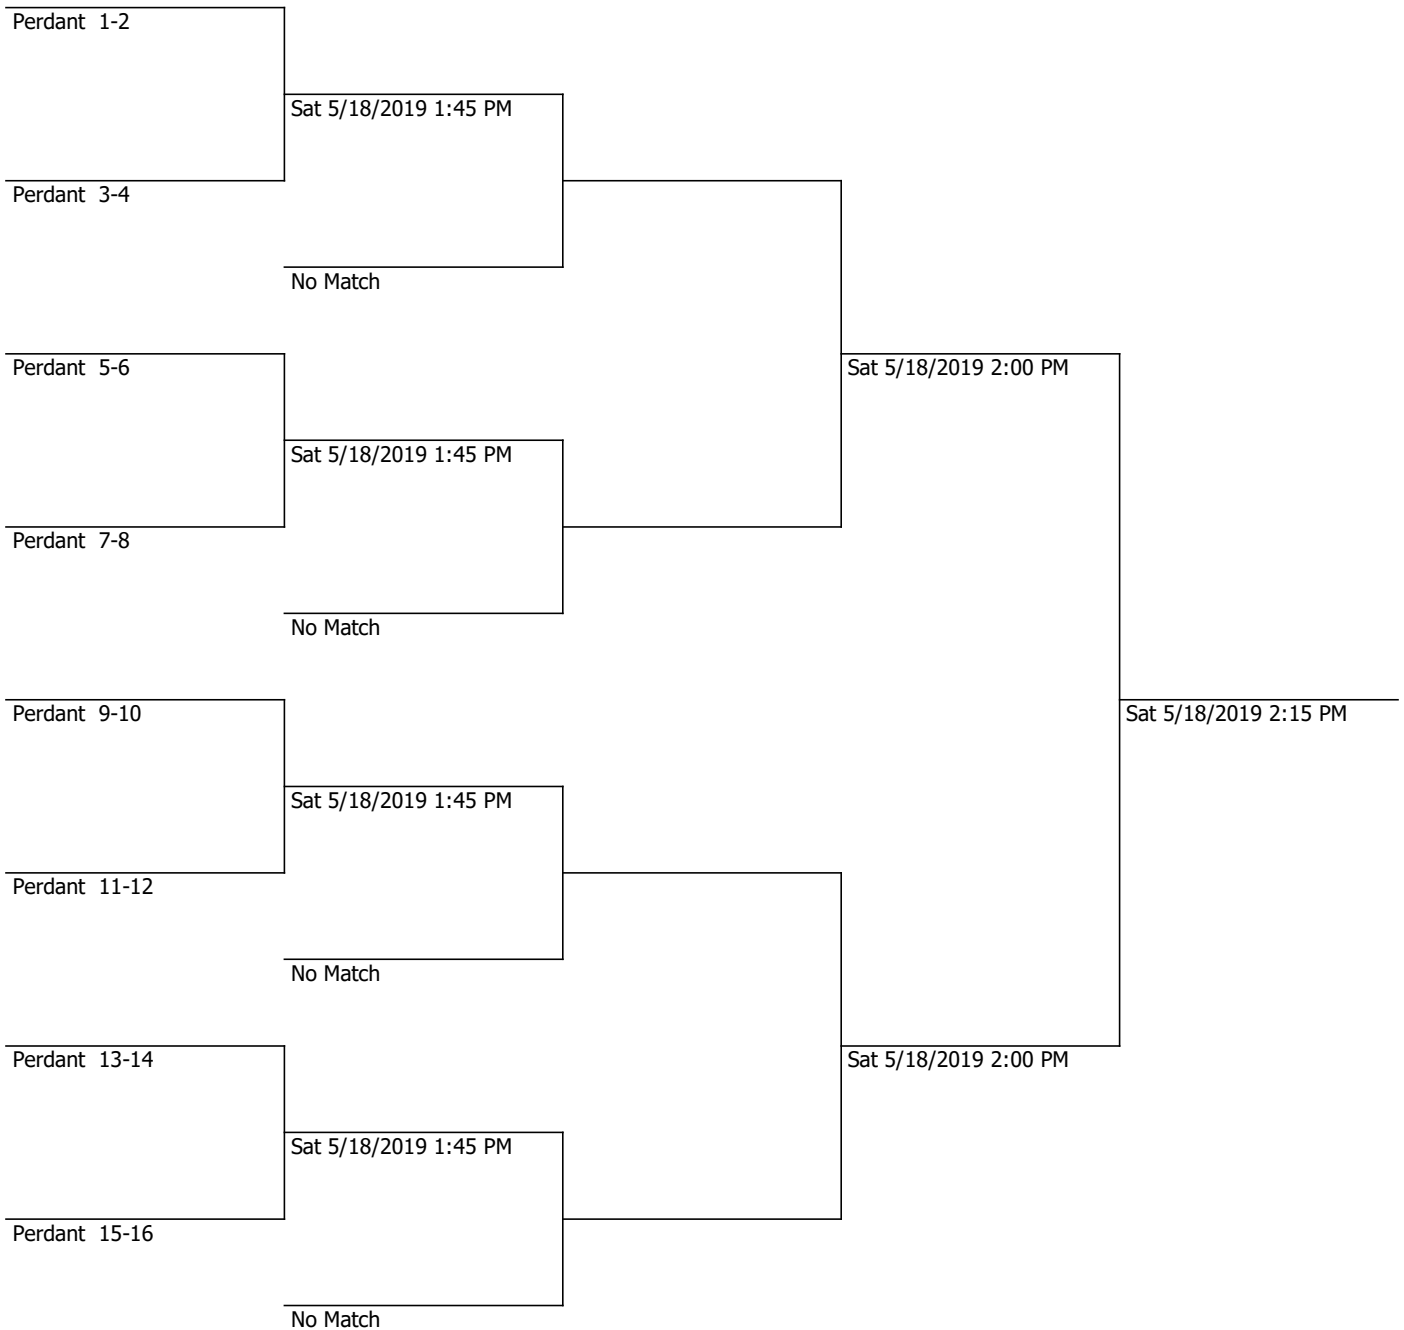 Perdant 1-2
Sat 5/18/2019 1:45 PM
Perdant 3-4
No Match
Perdant 5-6
Sat 5/18/2019 2:00 PM
Sat 5/18/2019 1:45 PM
Perdant 7-8
No Match
Perdant 9-10
Sat 5/18/2019 2:15 PM
Sat 5/18/2019 1:45 PM
Perdant 11-12
No Match
Perdant 13-14
Sat 5/18/2019 2:00 PM
Sat 5/18/2019 1:45 PM
Perdant 15-16
No Match